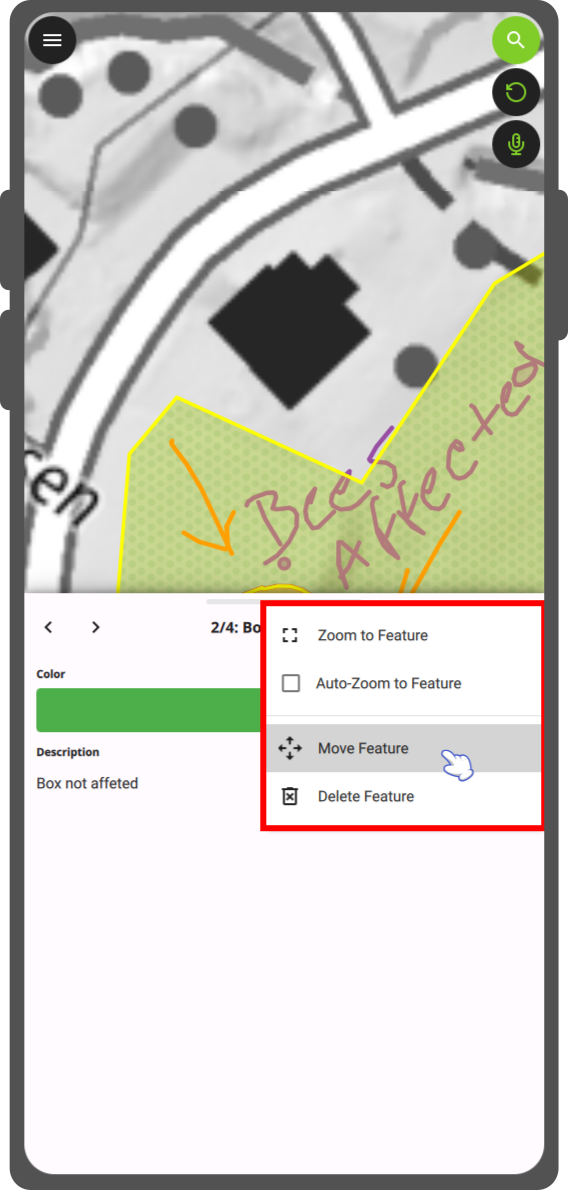 Bees
Affected
sen
2/4: Bo
Zoom to Feature
Color
Auto-Zoom to Feature
Description
Move Feature
Box not affeted
Delete Feature